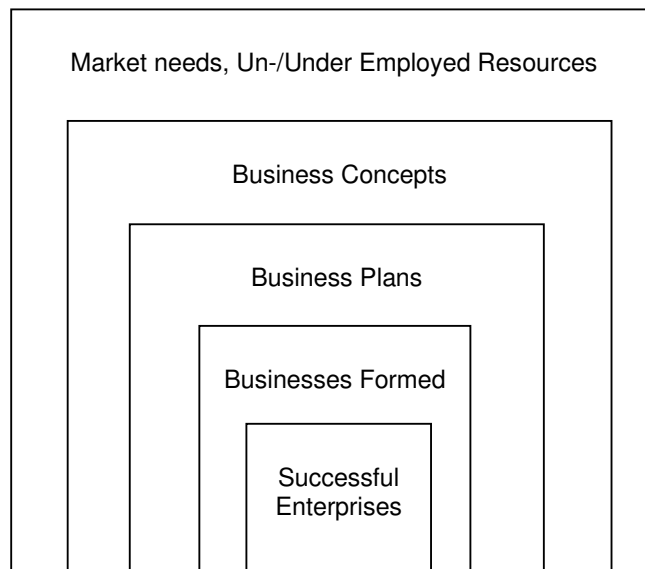 Market needs, Un-/Under Employed Resources
Business Concepts
Business Plans
Businesses Formed
Successful
Enterprises